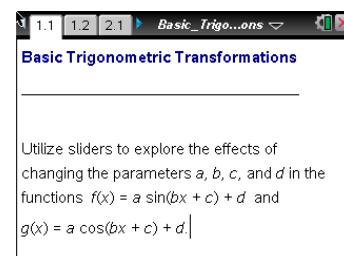 1.1 1.2 2.1 Basic_Trigo...ons
Basic Trigonometric Transformations
Utilize sliders to explore the effects of
changing the parameters a, b, c, and d in the
functions f(x) = a sin(bx + c) + d and
g(x) = a cos(bx + c) + d.